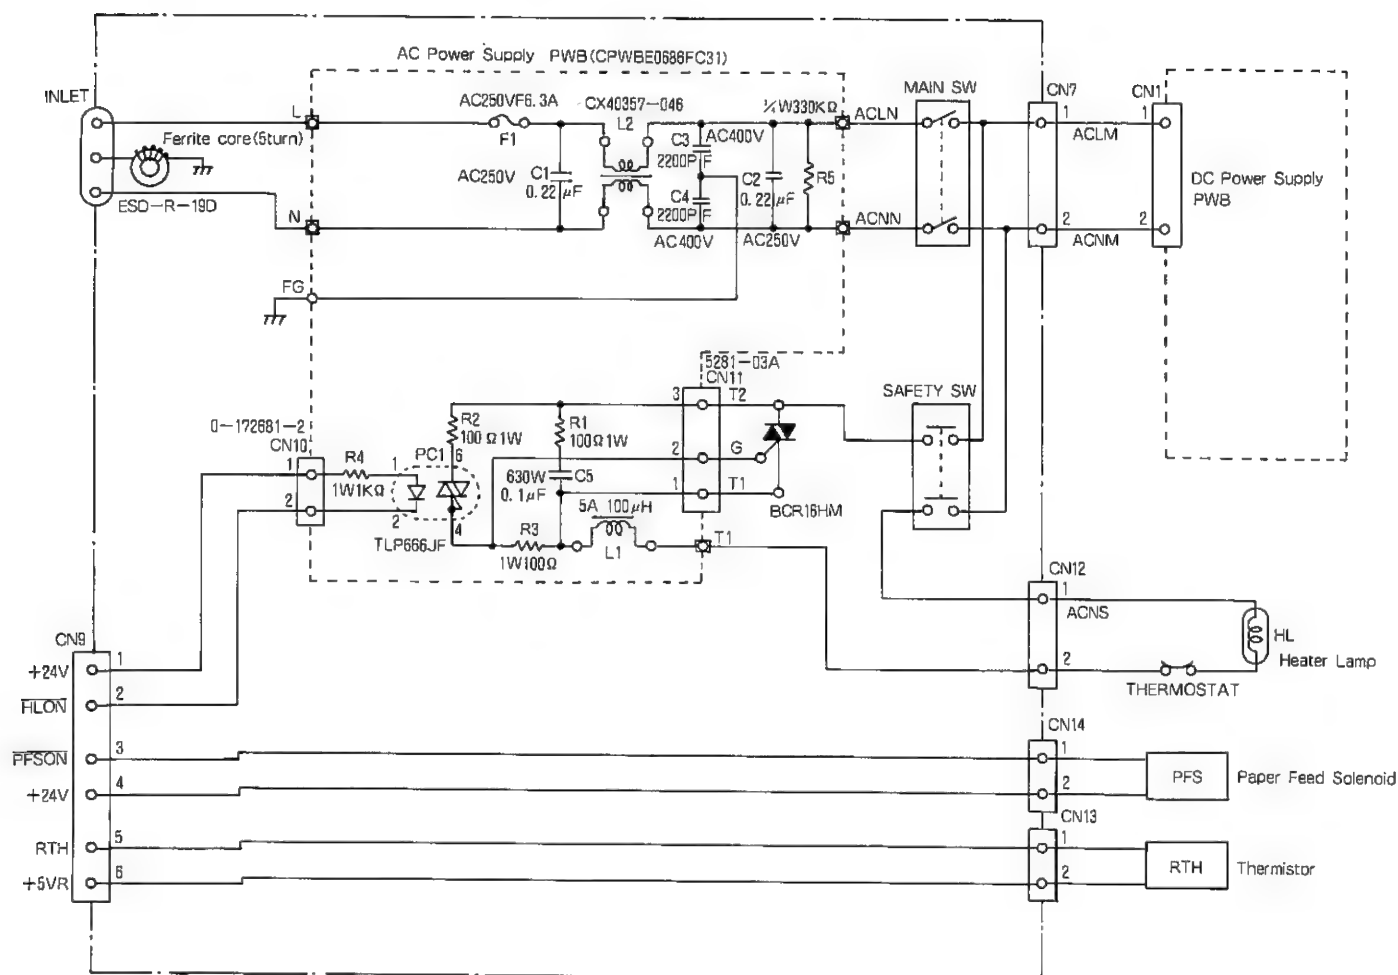 AC Power Supply PWB(CPWBE0686FC31)
INLET
L
Ferrite core(5turn)
ESD-R-19D
N
FG
AC250VF6.3A
F1
CX40357-046
L2
AC250V
C1
0.22μF
C3
AC400V
2200P F
C4
2200P F
AC400V
C2
0.22μF
AC250V
½W330KΩ
R5
ACLN
ACNN
MAIN SW
CN7
1
ACLM
2
ACNM
CN1
1
2
DC Power Supply
PWB
5281-03A
CN11
3
T2
2
G
1
T1
BCR16HM
SAFETY SW
0-172681-2
CN10
1
2
R4
1W1KΩ
PC1
1
2
6
4
TLP666JF
R2
100Ω1W
R1
100Ω1W
630W
C5
0.1μF
R3
1W100Ω
5A 100μH
L1
T1
CN12
1
ACNS
2
HL
Heater Lamp
THERMOSTAT
CN9
+24V
1
HLON
2
PFSON
3
+24V
4
RTH
5
+5VR
6
CN14
1
2
PFS
Paper Feed Solenoid
CN13
1
2
RTH
Thermistor